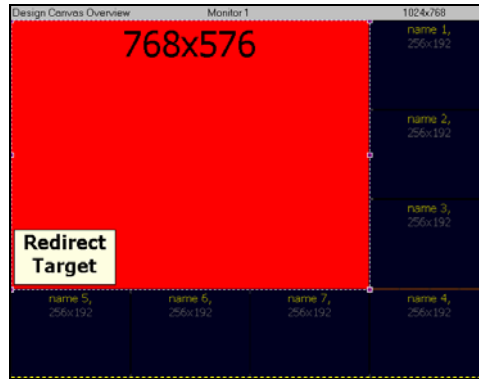 Design Canvas Overview Monitor 1 1024x768
768x576
name 1,
256x192
name 2,
256x192
name 3,
256x192
Redirect
Target
name 5, name 6, name 7, name 4,
256x192 256x192 256x192 256x192